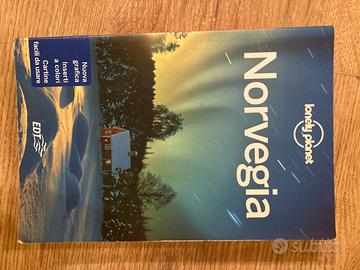 Nuova
grafica
Inserti
a colori
Cartine
facili da usare
EDT
Norvegia
lonely planet
subito